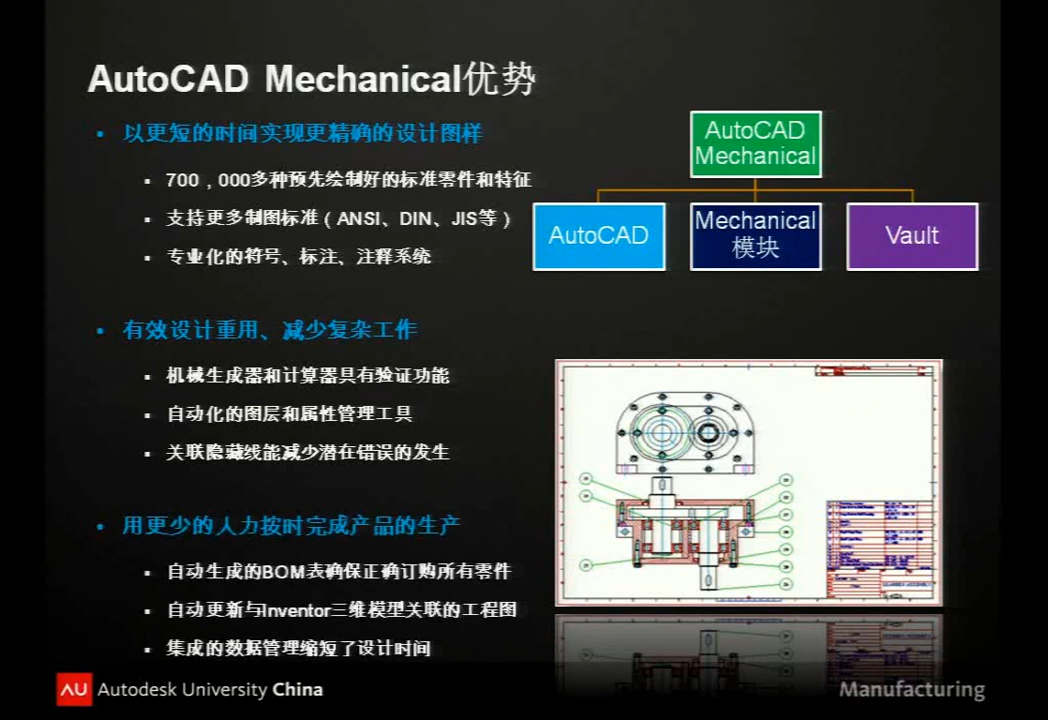 AutoCAD Mechanical优势
以更短的时间实现更精确的设计图样
700，000多种预先绘制好的标准零件和特征
支持更多制图标准（ANSI、DIN、JIS等）
专业化的符号、标注、注释系统
有效设计重用、减少复杂工作
机械生成器和计算器具有验证功能
自动化的图层和属性管理工具
关联隐藏线能减少潜在错误的发生
用更少的人力按时完成产品的生产
自动生成的BOM表确保正确订购所有零件
自动更新与Inventor三维模型关联的工程图
集成的数据管理缩短了设计时间
AutoCAD
Mechanical
AutoCAD
Mechanical
模块
Vault
AU Autodesk University China
Manufacturing